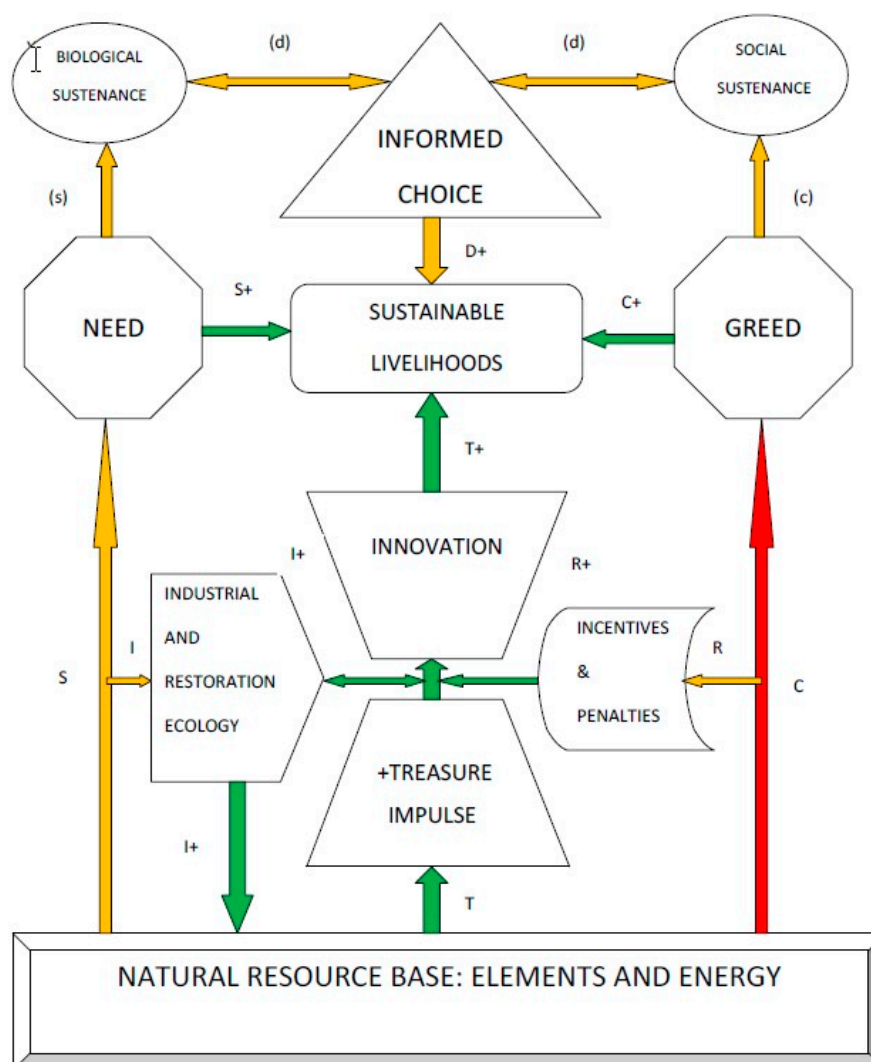 (d)
(d)
BIOLOGICAL
SUSTENANCE
SOCIAL
SUSTENANCE
INFORMED
CHOICE
(s)
(c)
D+
S+
C+
NEED
SUSTAINABLE
LIVELIHOODS
GREED
T+
INNOVATION
I+
R+
INDUSTRIAL
AND
RESTORATION
ECOLOGY
INCENTIVES
&
PENALTIES
I
R
S
C
+TREASURE
IMPULSE
I+
T
NATURAL RESOURCE BASE: ELEMENTS AND ENERGY